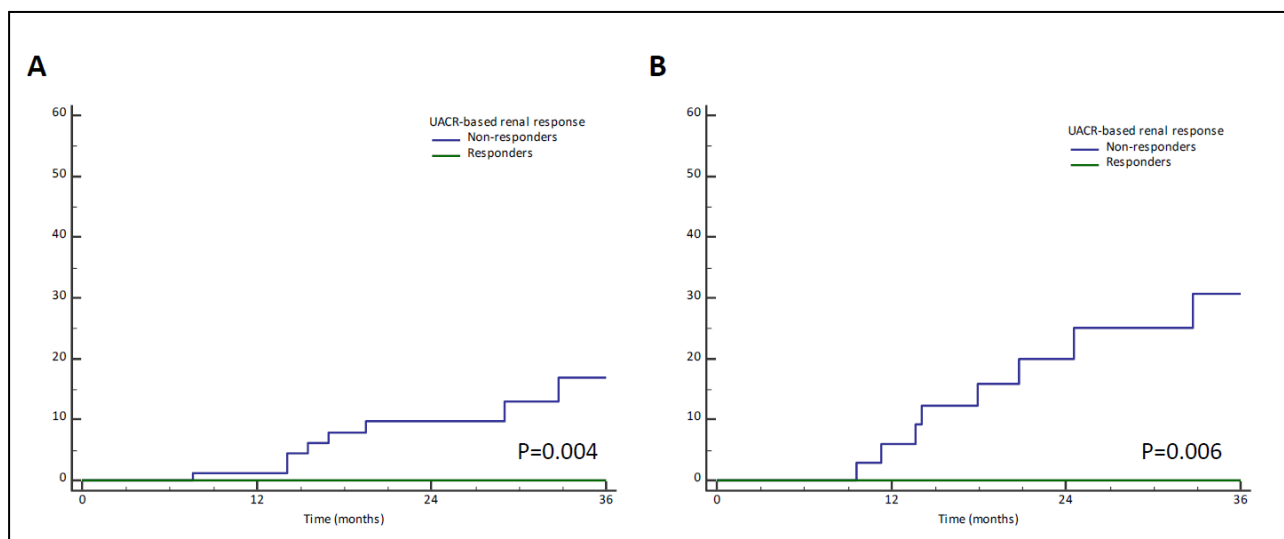 A
60
50
40
30
20
10
0
UACR-based renal response
Non-responders
Responders
P=0.004
0 12 24 36
Time (months)
B
60
50
40
30
20
10
0
UACR-based renal response
Non-responders
Responders
P=0.006
0 12 24 36
Time (months)